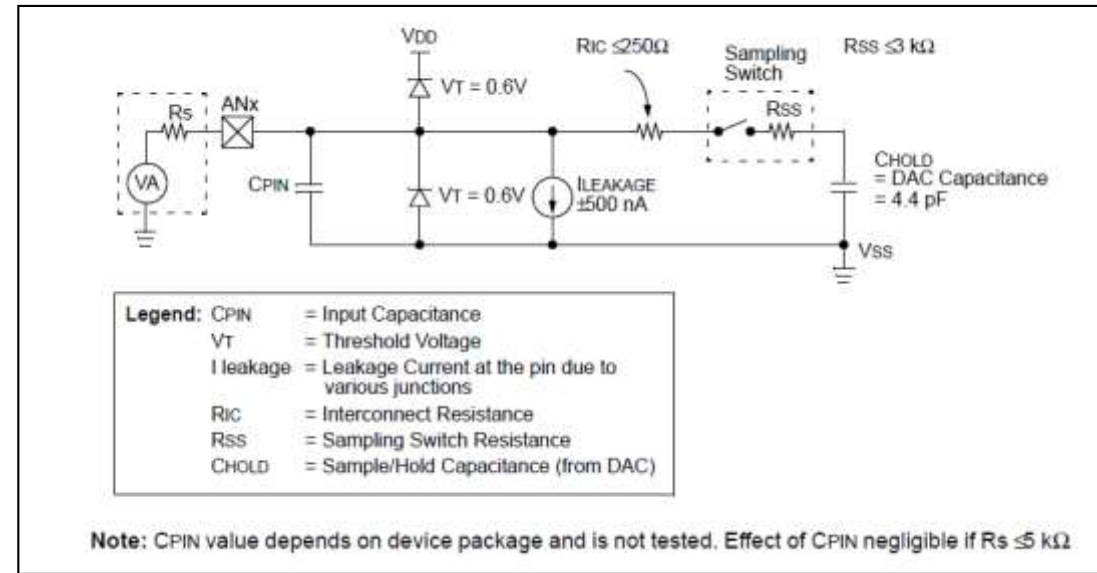 VDD
RIC ≤250Ω
Sampling
Switch
RSS ≤3 kΩ
VT = 0.6V
Rs
ANx
RSS
VA
CPIN
VT = 0.6V
ILEAKAGE
±500 nA
CHOLD
= DAC Capacitance
= 4.4 pF
VSS
Legend: CPIN = Input Capacitance
VT = Threshold Voltage
I leakage = Leakage Current at the pin due to
various junctions
RIC = Interconnect Resistance
RSS = Sampling Switch Resistance
CHOLD = Sample/Hold Capacitance (from DAC)
Note: CPIN value depends on device package and is not tested. Effect of CPIN negligible if Rs ≤5 kΩ